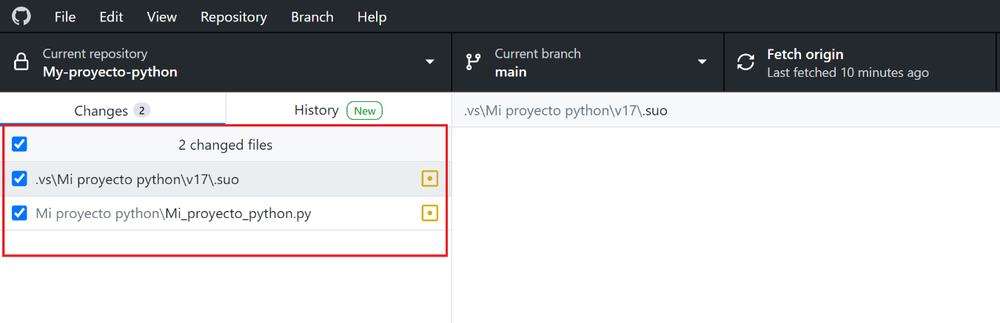 File Edit View Repository Branch Help
Current repository
My-proyecto-python
Current branch
main
Fetch origin
Last fetched 10 minutes ago
Changes 2
History New
.vs\Mi proyecto python\v17\.suo
2 changed files
.vs\Mi proyecto python\v17\.suo
Mi proyecto python\Mi_proyecto_python.py